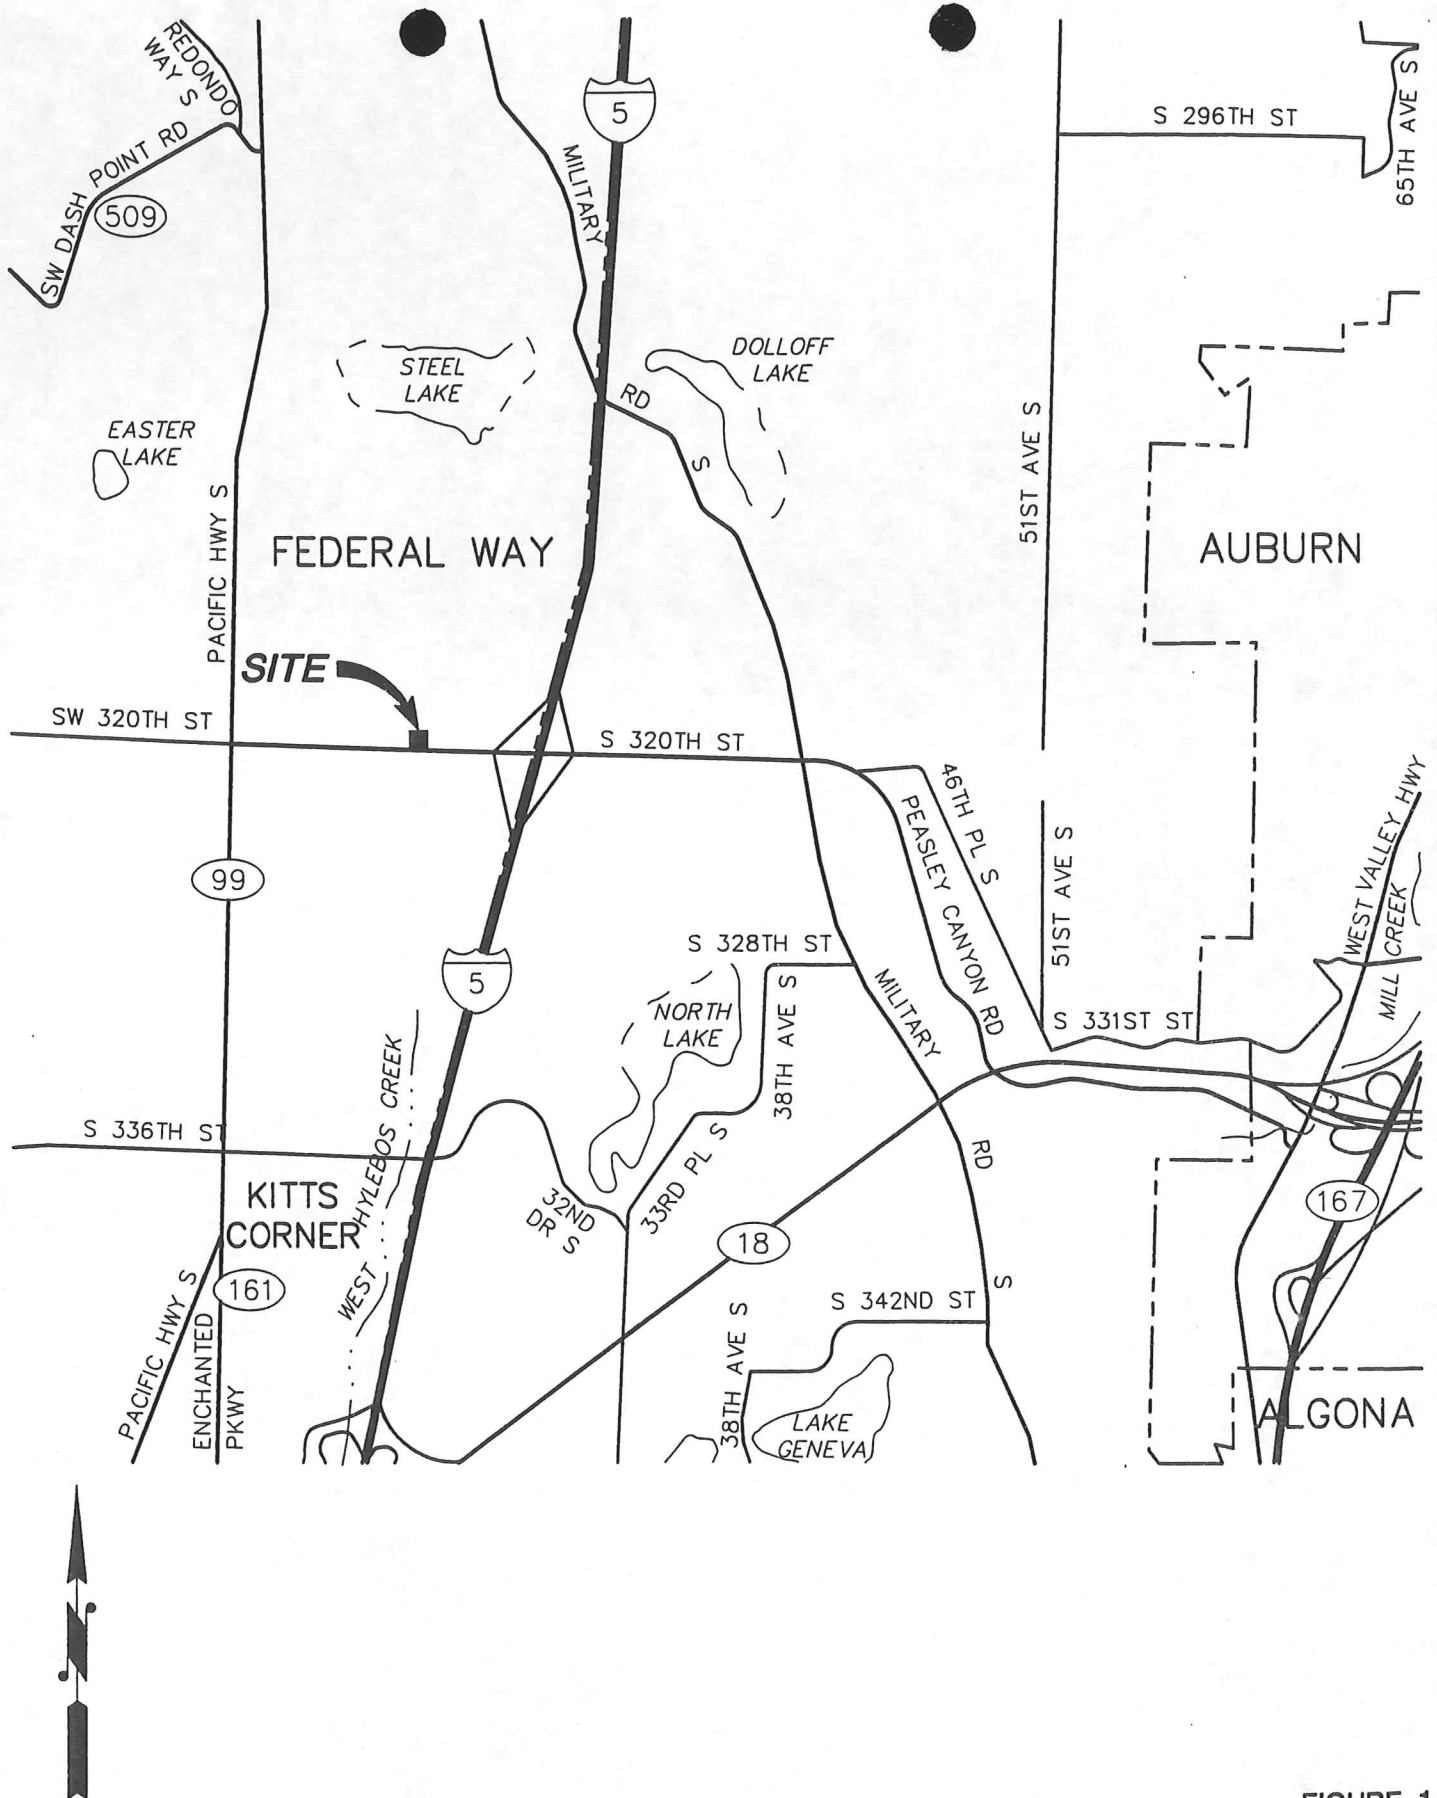 REDONDO
WAY S
SW DASH POINT RD
509
5
MILITARY
S 296TH ST
65TH AVE S
STEEL
LAKE
DOLLOFF
LAKE
RD
S
EASTER
LAKE
51ST AVE S
PACIFIC HWY S
FEDERAL WAY
AUBURN
SITE
SW 320TH ST
S 320TH ST
46TH PL S
PEASLEY CANYON RD
51ST AVE S
WEST VALLEY HWY
MILL CREEK
99
S 328TH ST
5
NORTH
LAKE
38TH AVE S
MILITARY
S 331ST ST
WEST HYLEBOS CREEK
S 336TH ST
33RD PL S
RD
KITTS
CORNER
32ND
DR S
18
167
161
S
S 342ND ST
PACIFIC HWY S
ENCHANTED
PKWY
38TH AVE S
LAKE
GENEVA
ALGONA
N
FIGURE 1